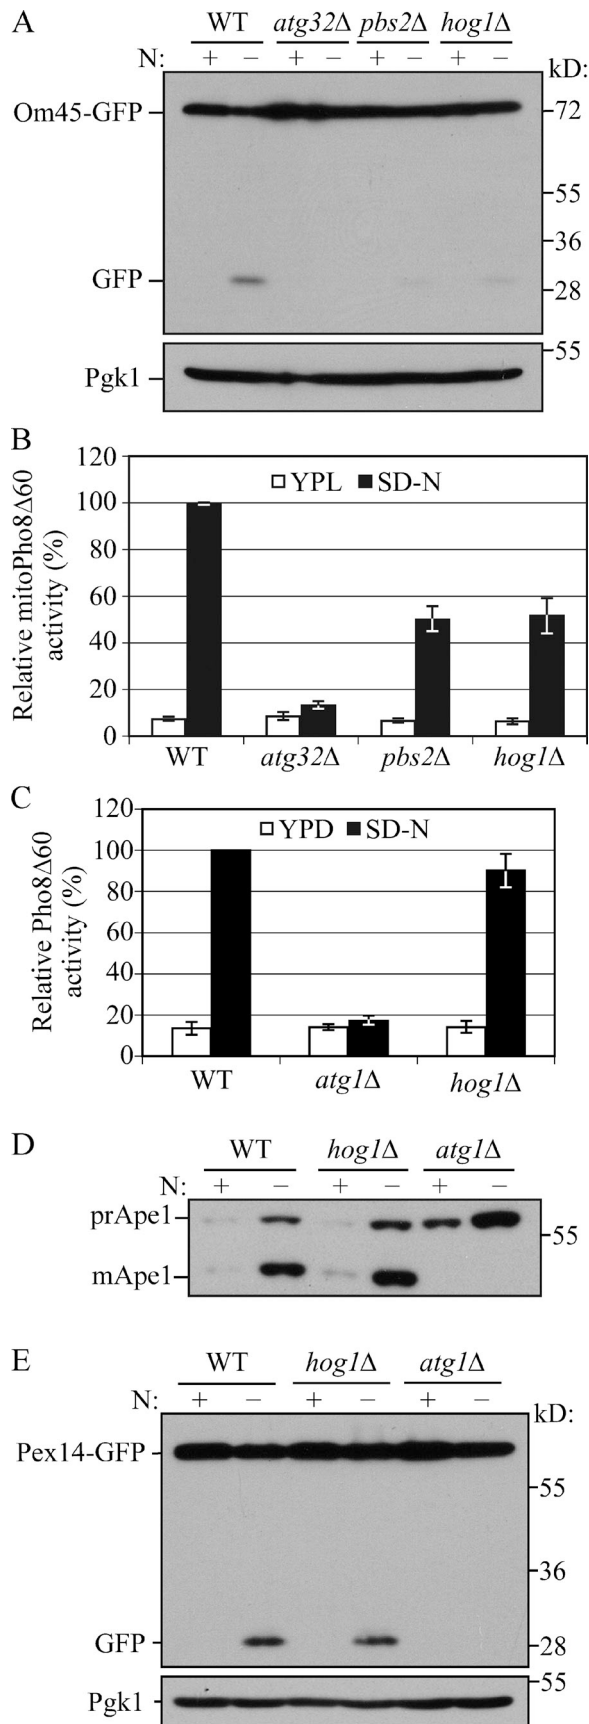 A
WT atg32Δ pbs2Δ hog1Δ
N: + − + − + − + − kD:
Om45-GFP 72
55
36
GFP 28
55
Pgk1
B
Relative mitoPho8Δ60
activity (%)
120
YPL SD-N
100
80
60
40
20
0
WT atg32Δ pbs2Δ hog1Δ
C
Relative Pho8Δ60
activity (%)
120
YPD SD-N
100
80
60
40
20
0
WT atg1Δ hog1Δ
D
WT hog1Δ atg1Δ
N: + − + − + −
prApe1
55
mApe1
E
WT hog1Δ atg1Δ
N: + − + − + − kD:
Pex14-GFP
55
36
GFP 28
55
Pgk1